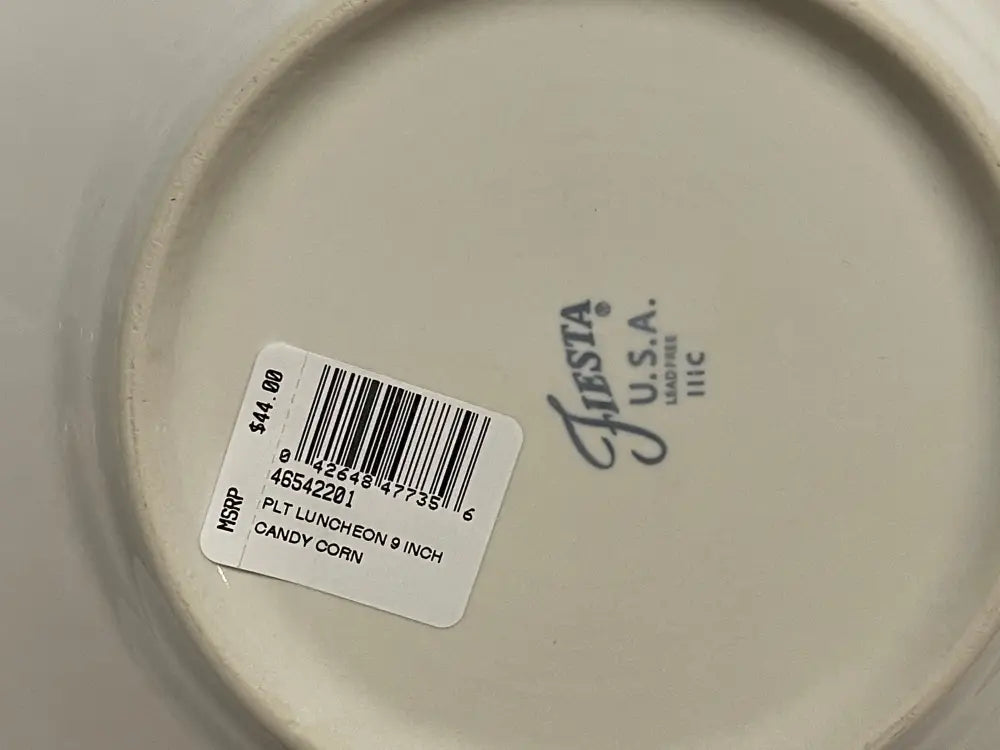 MSRP $44.00
0 42648 47735 6
46542201
PLT LUNCHEON 9 INCH
CANDY CORN
FIESTA®
U.S.A.
LEAD FREE
IIIC